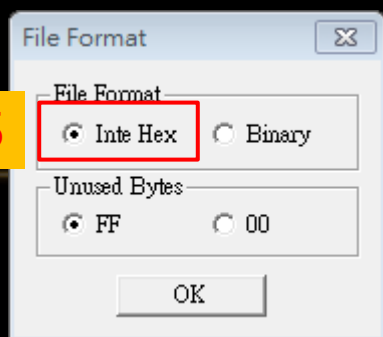 File Format
File Format
Inte Hex Binary
Unused Bytes
FF 00
OK